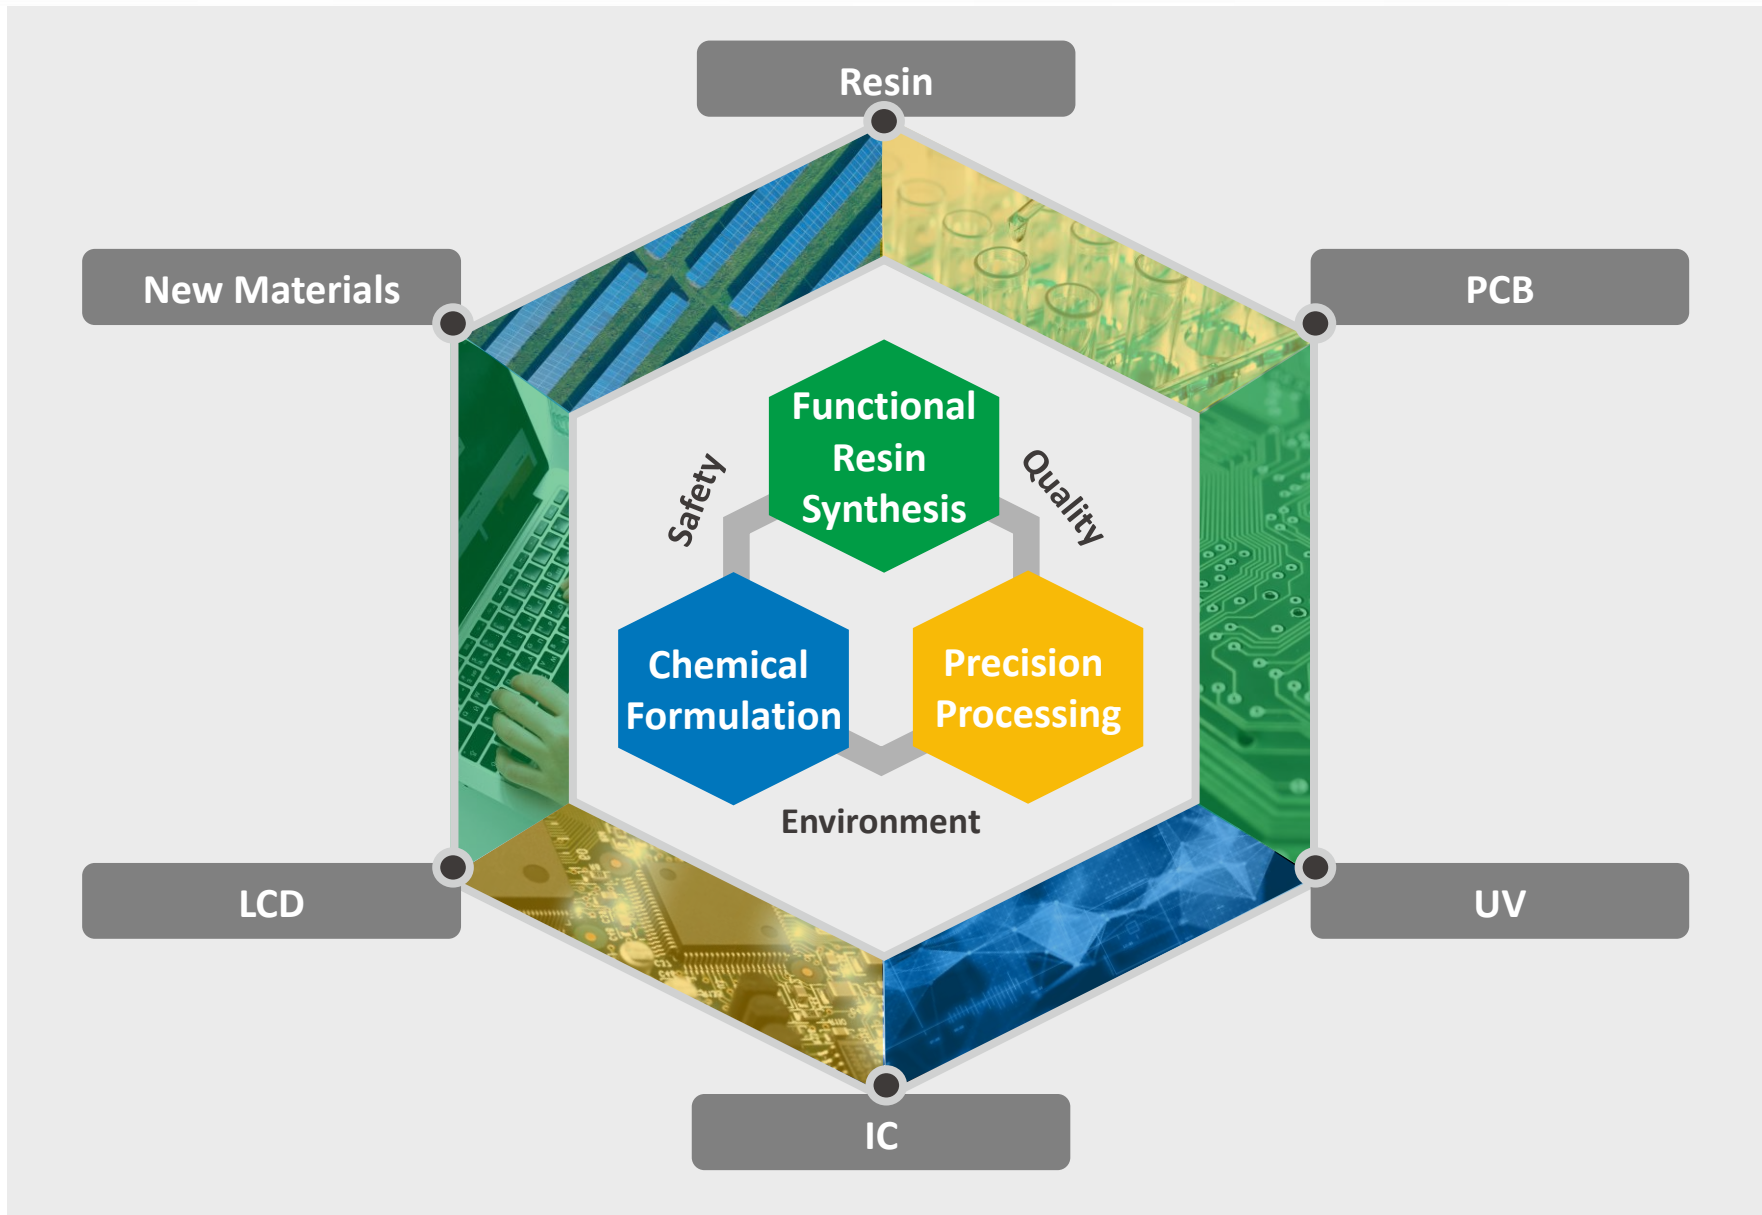 Resin
New Materials
PCB
Functional
Resin
Synthesis
Safety
Quality
Chemical
Formulation
Precision
Processing
Environment
LCD
UV
IC